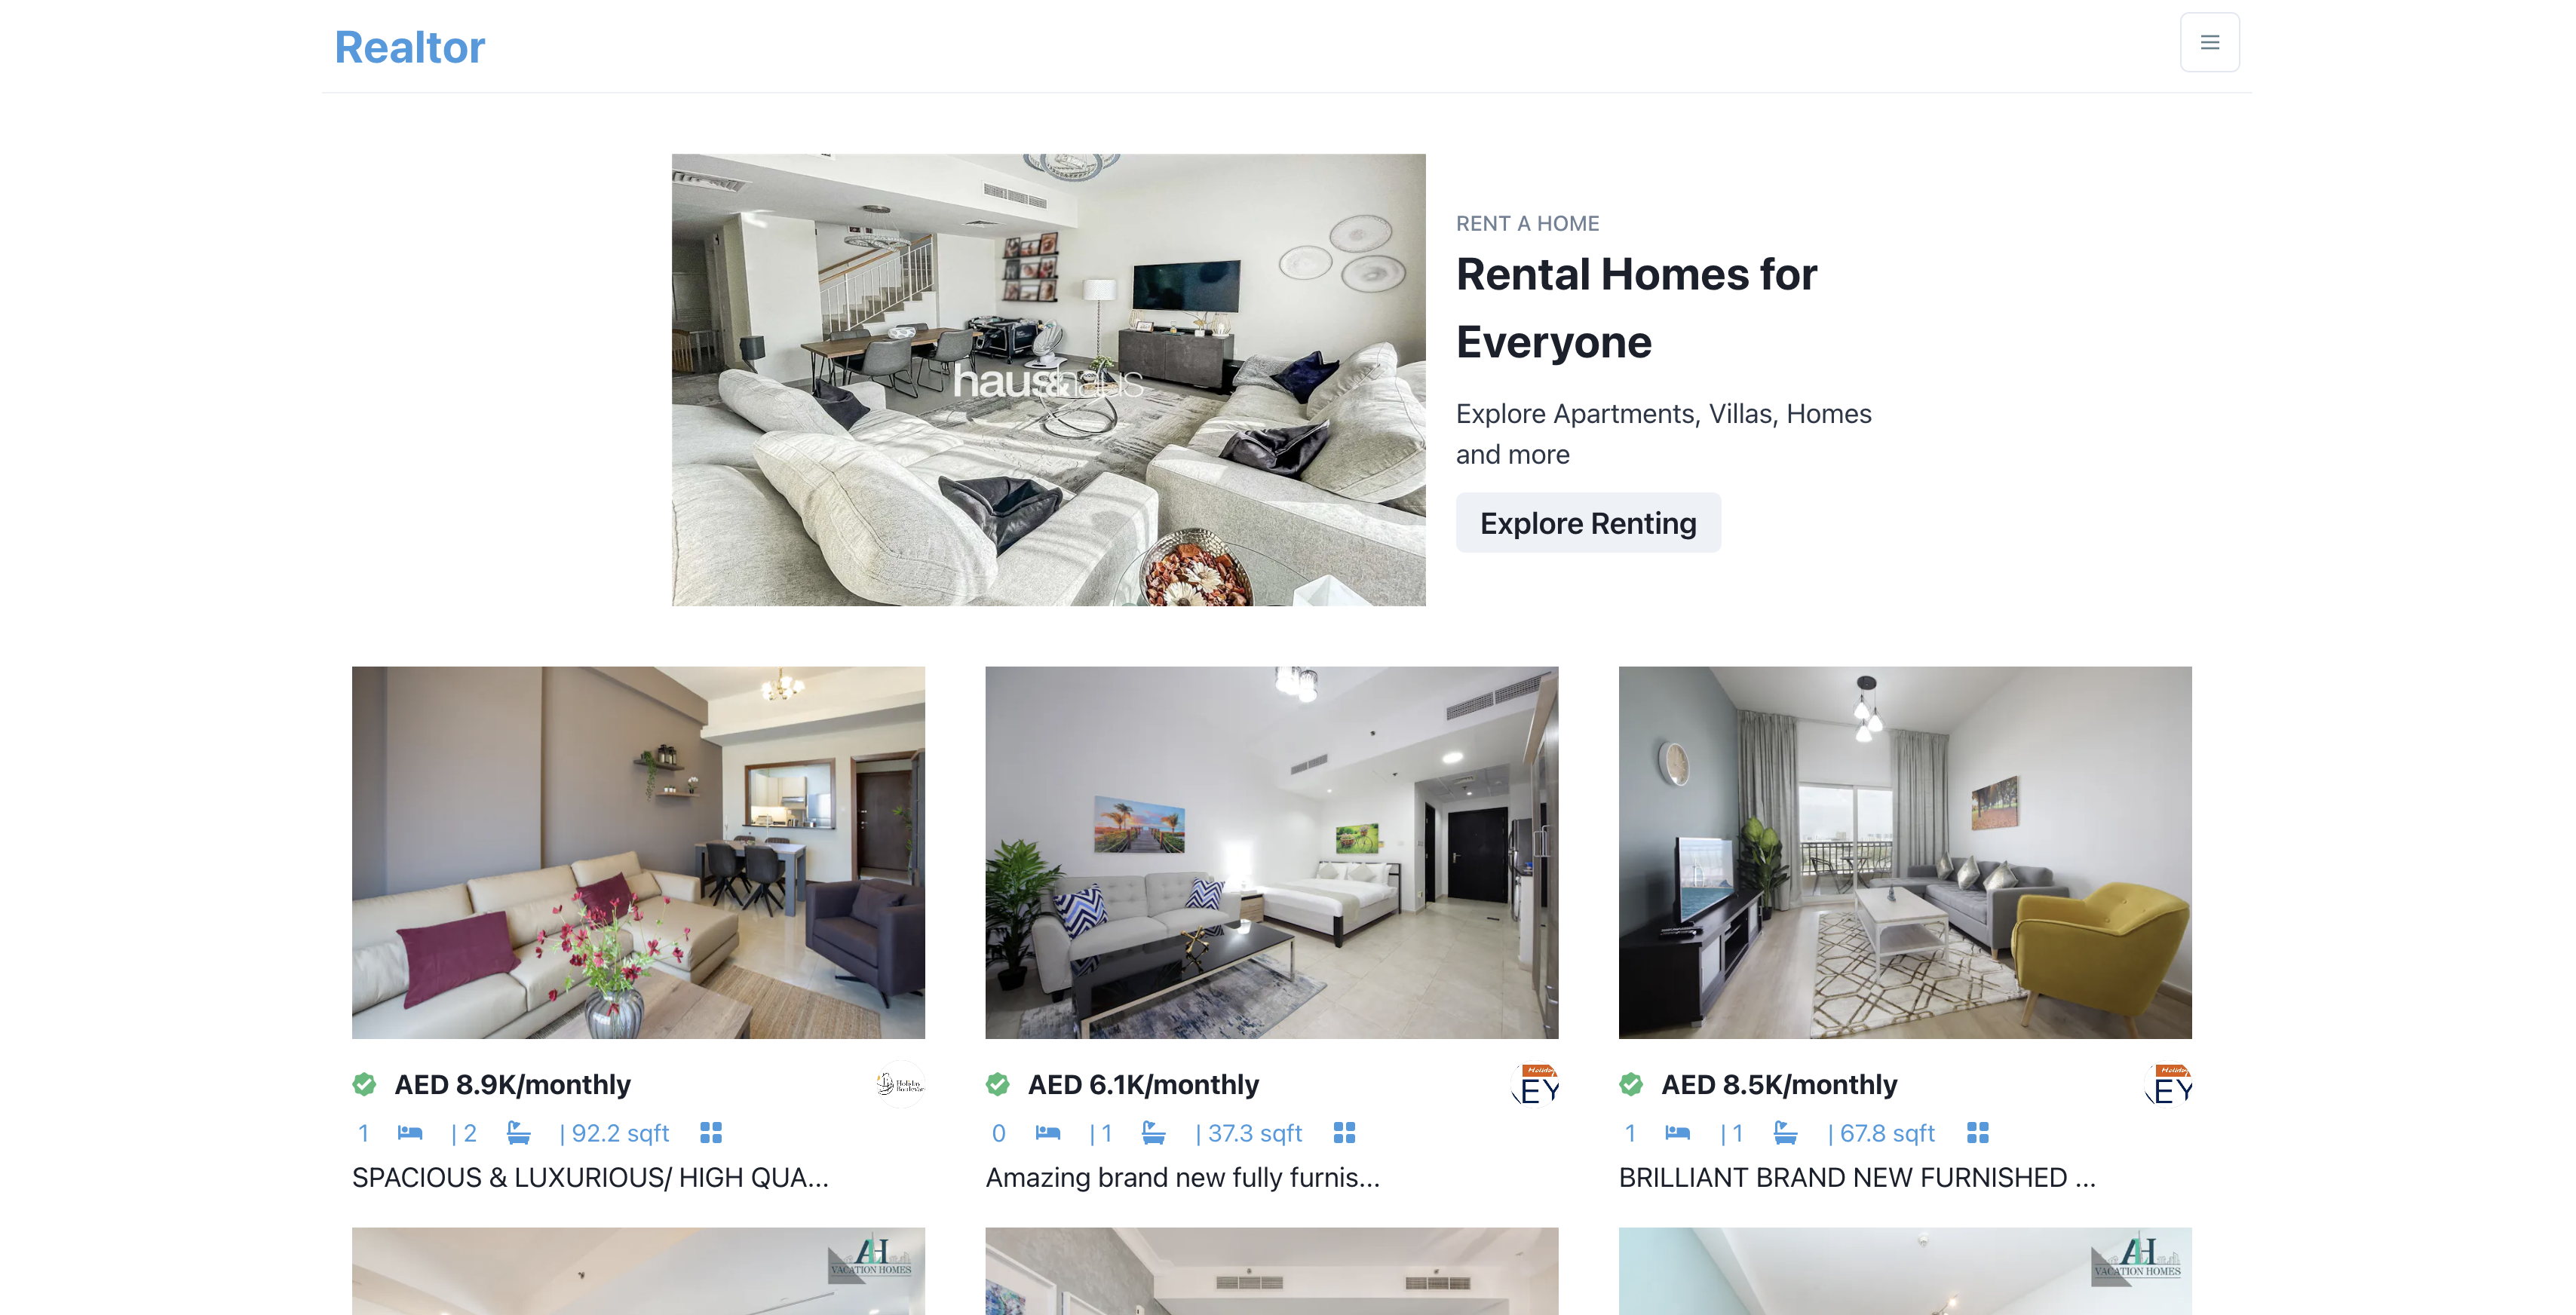 Realtor
haus&haus
RENT A HOME
Rental Homes for
Everyone
Explore Apartments, Villas, Homes
and more
Explore Renting
AED 8.9K/monthly
Holiday
1 | 2 | 92.2 sqft
SPACIOUS & LUXURIOUS/ HIGH QUA...
AED 6.1K/monthly
Holiday
EY
0 | 1 | 37.3 sqft
Amazing brand new fully furnis...
AED 8.5K/monthly
Holiday
EY
1 | 1 | 67.8 sqft
BRILLIANT BRAND NEW FURNISHED ...
AH
VACATION HOMES
AH
VACATION HOMES